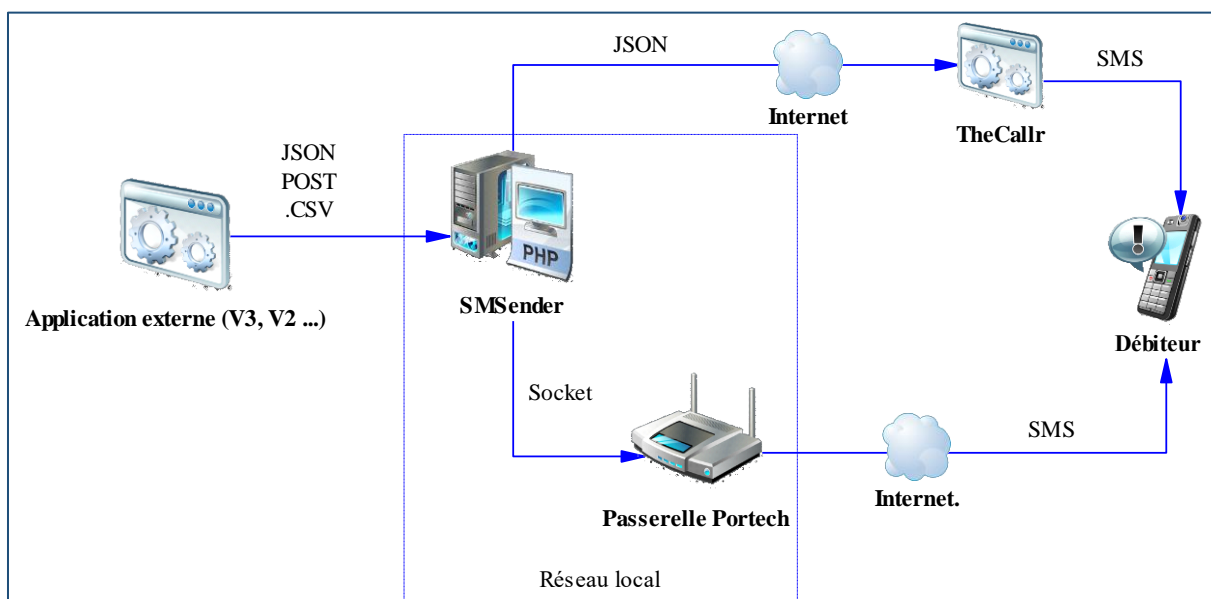 JSON
Internet
TheCallr
SMS
JSON
POST
.CSV
PHP
SMSender
Application externe (V3, V2 ...)
Débiteur
Socket
Passerelle Portech
Internet.
SMS
Réseau local